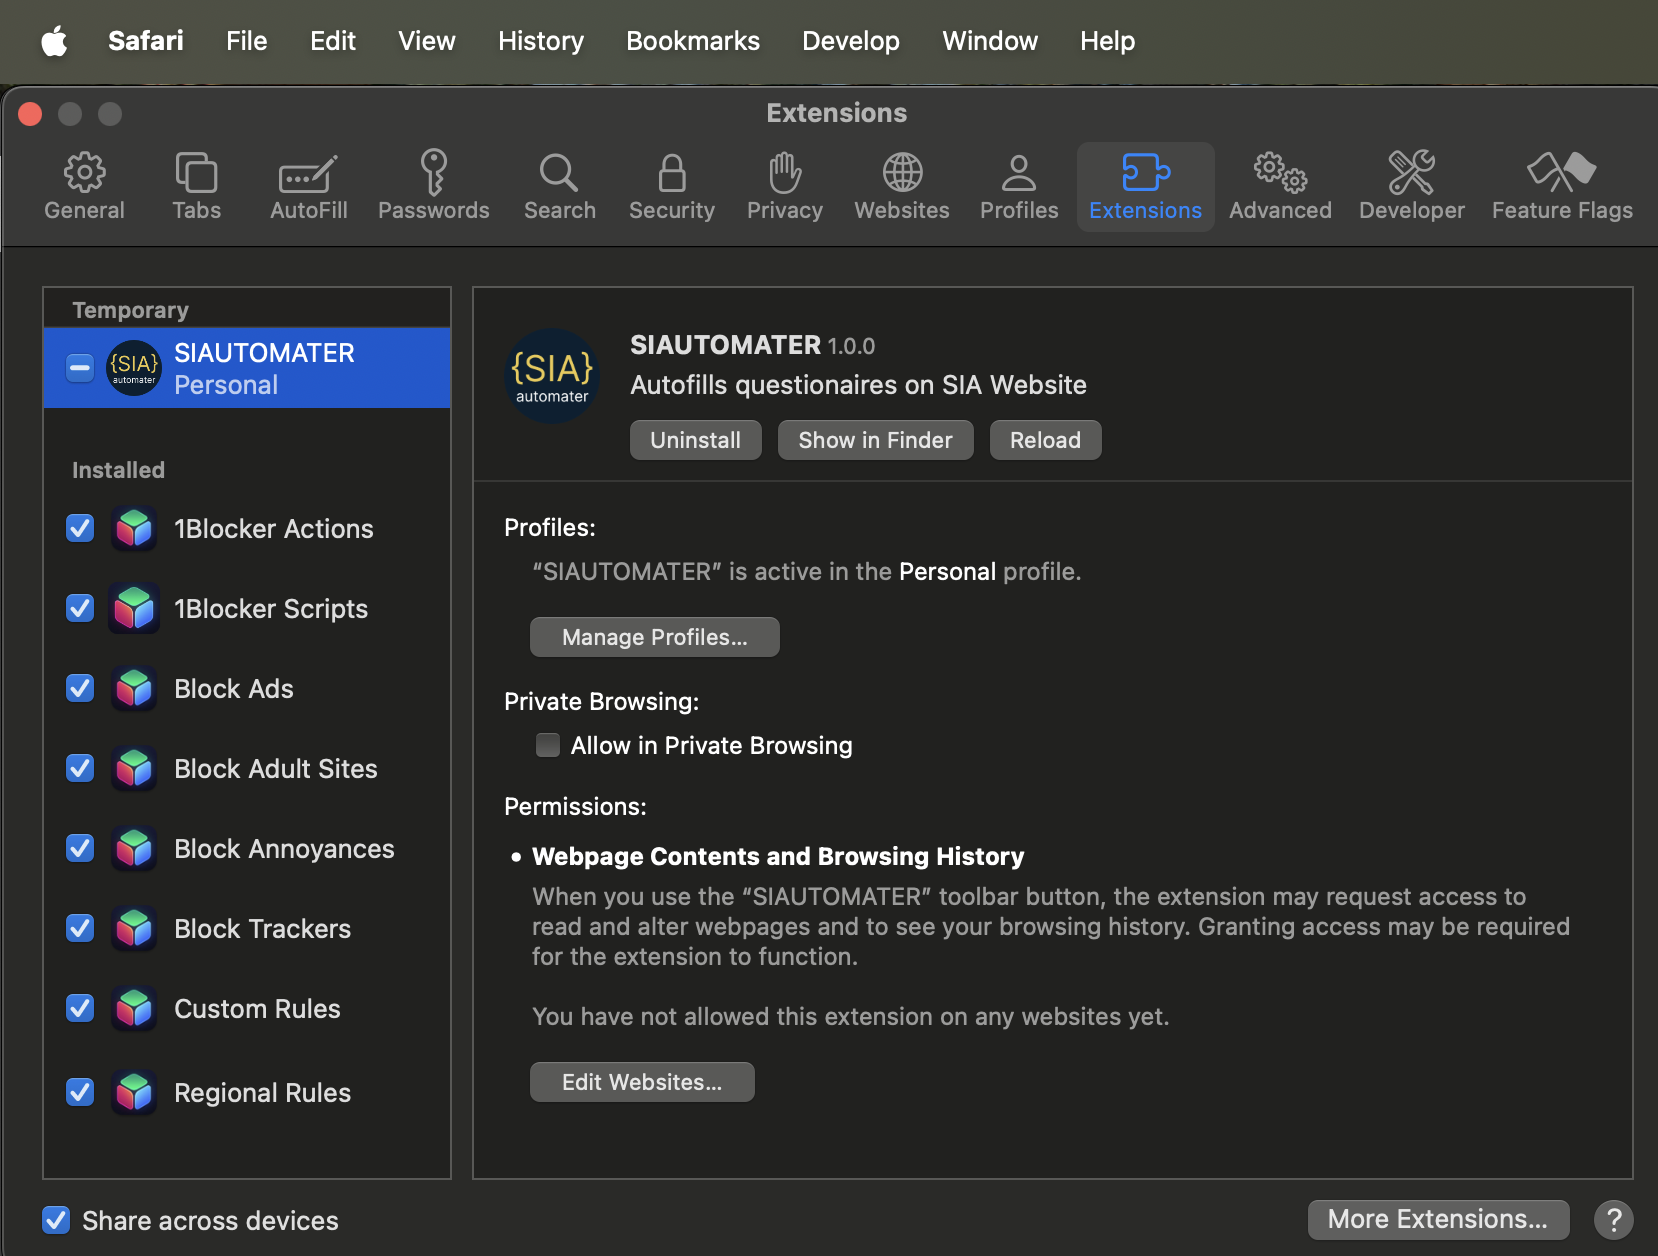 Safari File Edit View History Bookmarks Develop Window Help
Extensions
General Tabs AutoFill Passwords Search Security Privacy Websites Profiles Extensions Advanced Developer Feature Flags
Temporary
{SIA}
automater
SIAUTOMATER
Personal
Installed
1Blocker Actions
1Blocker Scripts
Block Ads
Block Adult Sites
Block Annoyances
Block Trackers
Custom Rules
Regional Rules
{SIA}
automater
SIAUTOMATER 1.0.0
Autofills questionaires on SIA Website
Uninstall Show in Finder Reload
Profiles:
“SIAUTOMATER” is active in the Personal profile.
Manage Profiles...
Private Browsing:
Allow in Private Browsing
Permissions:
• Webpage Contents and Browsing History
When you use the “SIAUTOMATER” toolbar button, the extension may request access to
read and alter webpages and to see your browsing history. Granting access may be required
for the extension to function.
You have not allowed this extension on any websites yet.
Edit Websites...
Share across devices
More Extensions... ?